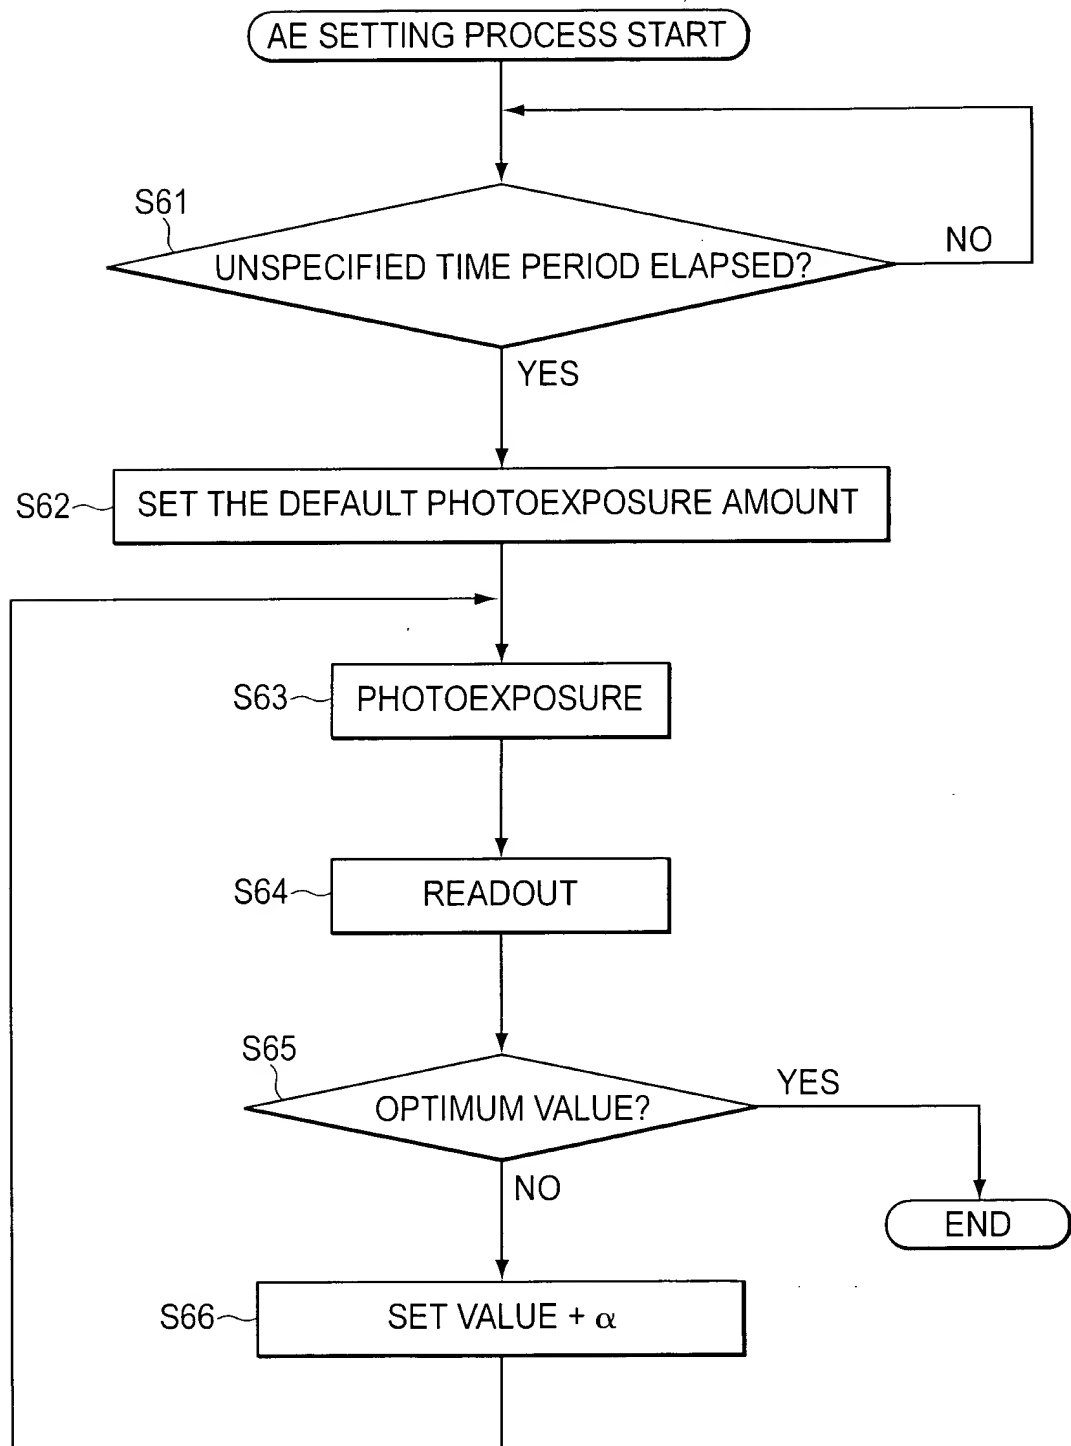 AE SETTING PROCESS START
S61
UNSPECIFIED TIME PERIOD ELAPSED?
NO
YES
S62
SET THE DEFAULT PHOTOEXPOSURE AMOUNT
S63
PHOTOEXPOSURE
S64
READOUT
S65
OPTIMUM VALUE?
YES
NO
END
S66
SET VALUE + α